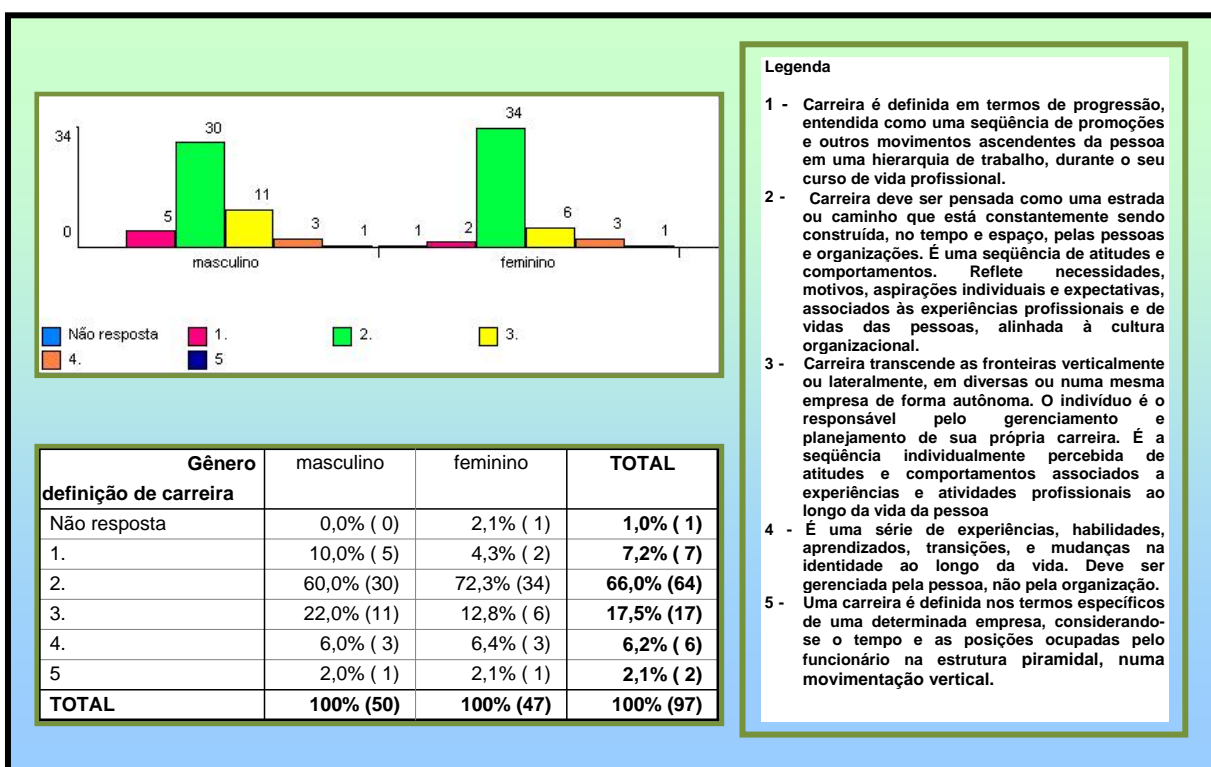 34
30
11
5
3
1
0
masculino
34
1
2
6
3
1
feminino
Não resposta
1.
2.
3.
4.
5
Gênero masculino feminino TOTAL
definição de carreira
Não resposta 0,0% ( 0) 2,1% ( 1) 1,0% ( 1)
1. 10,0% ( 5) 4,3% ( 2) 7,2% ( 7)
2. 60,0% (30) 72,3% (34) 66,0% (64)
3. 22,0% (11) 12,8% ( 6) 17,5% (17)
4. 6,0% ( 3) 6,4% ( 3) 6,2% ( 6)
5 2,0% ( 1) 2,1% ( 1) 2,1% ( 2)
TOTAL 100% (50) 100% (47) 100% (97)
Legenda
1 - Carreira é definida em termos de progressão,
entendida como uma seqüência de promoções
e outros movimentos ascendentes da pessoa
em uma hierarquia de trabalho, durante o seu
curso de vida profissional.
2 - Carreira deve ser pensada como uma estrada
ou caminho que está constantemente sendo
construída, no tempo e espaço, pelas pessoas
e organizações. É uma seqüência de atitudes e
comportamentos. Reflete necessidades,
motivos, aspirações individuais e expectativas,
associados às experiências profissionais e de
vidas das pessoas, alinhada à cultura
organizacional.
3 - Carreira transcende as fronteiras verticalmente
ou lateralmente, em diversas ou numa mesma
empresa de forma autônoma. O indivíduo é o
responsável pelo gerenciamento e
planejamento de sua própria carreira. É a
seqüência individualmente percebida de
atitudes e comportamentos associados a
experiências e atividades profissionais ao
longo da vida da pessoa
4 - É uma série de experiências, habilidades,
aprendizados, transições, e mudanças na
identidade ao longo da vida. Deve ser
gerenciada pela pessoa, não pela organização.
5 - Uma carreira é definida nos termos específicos
de uma determinada empresa, considerando-
se o tempo e as posições ocupadas pelo
funcionário na estrutura piramidal, numa
movimentação vertical.